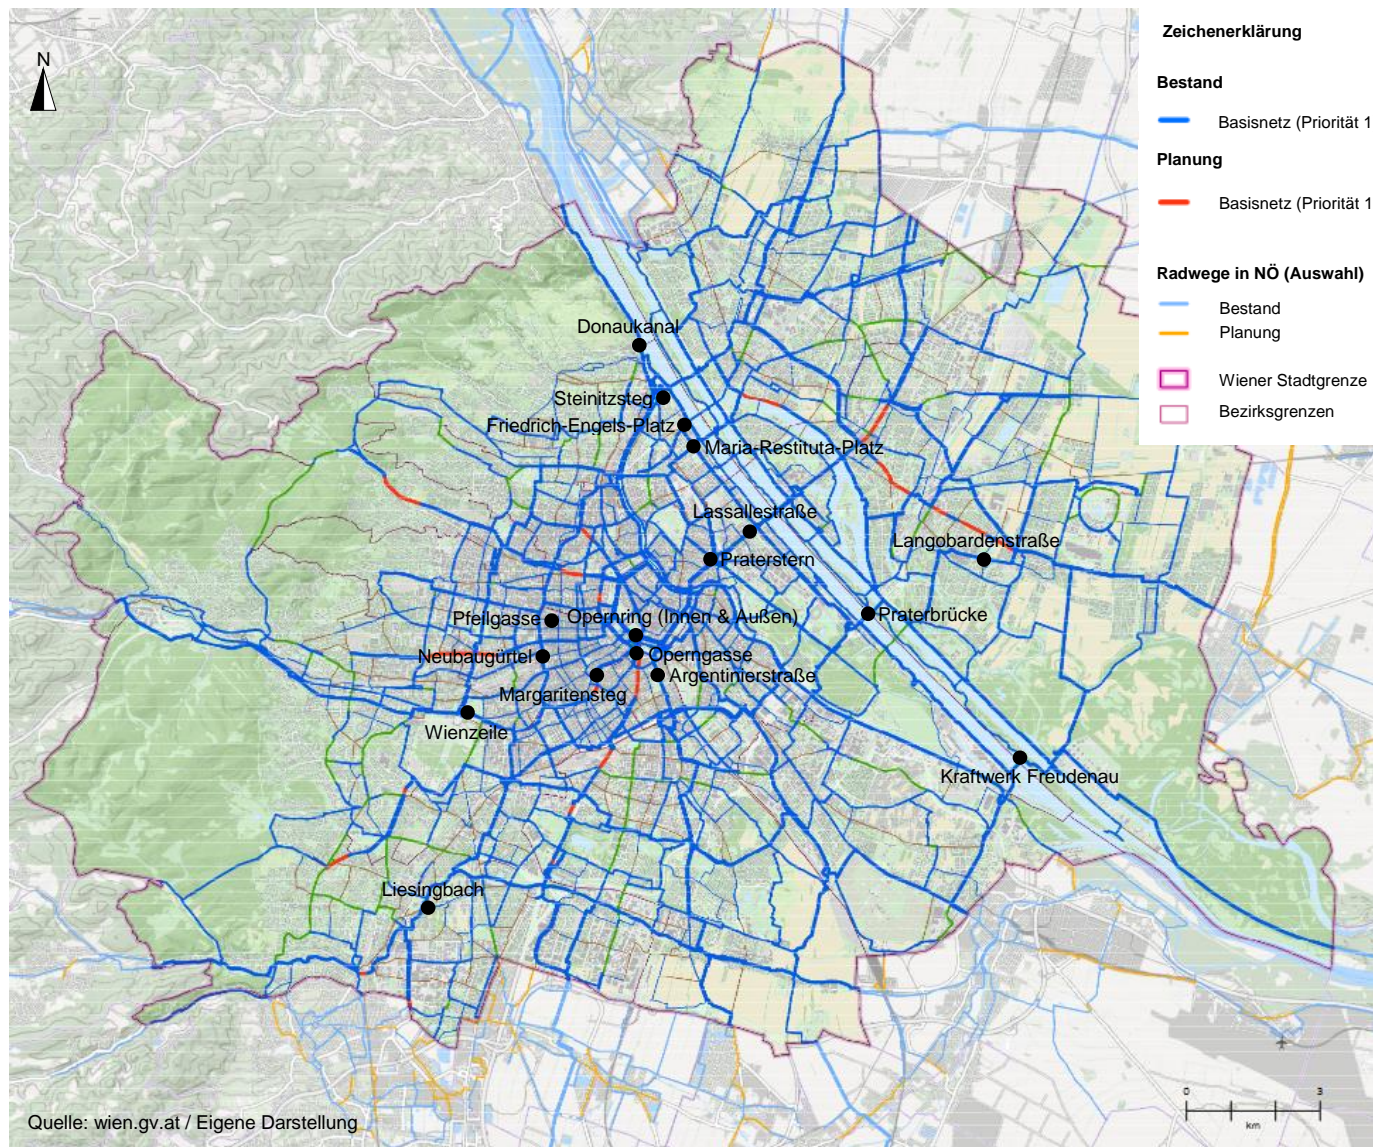 Zeichenerklärung
N
Bestand
Basisnetz (Priorität 1
Planung
Basisnetz (Priorität 1
Radwege in NÖ (Auswahl)
Bestand
Planung
Wiener Stadtgrenze
Bezirksgrenzen
Donaukanal
Steinitzsteg
Friedrich-Engels-Platz
Maria-Restituta-Platz
Lassallestraße
Langobardenstraße
Praterstern
Pfeilgasse
Opernring (Innen & Außen)
Praterbrücke
Neubaugürtel
Operngasse
Argentinierstraße
Margaritensteg
Wienzeile
Kraftwerk Freudenau
Liesingbach
0 3
km
Quelle: wien.gv.at / Eigene Darstellung